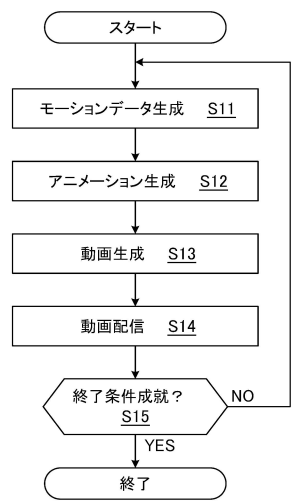 スタート
モーションデータ生成 S11
アニメーション生成 S12
動画生成 S13
動画配信 S14
終了条件成就?
S15
NO
YES
終了